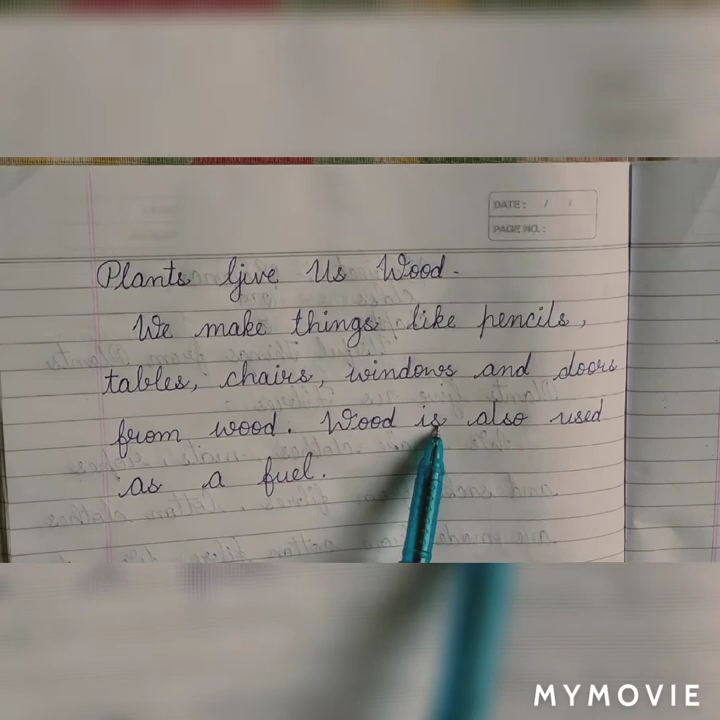 DATE: / /
PAGE NO.:
Plants Give Us Wood.
We make things like pencils,
tables, chairs, windows and doors
from wood. Wood is also used
as a fuel.
MYMOVIE